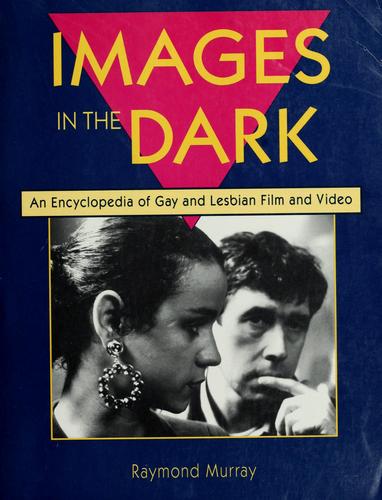 IMAGES
IN THE DARK
An Encyclopedia of Gay and Lesbian Film and Video
Raymond Murray